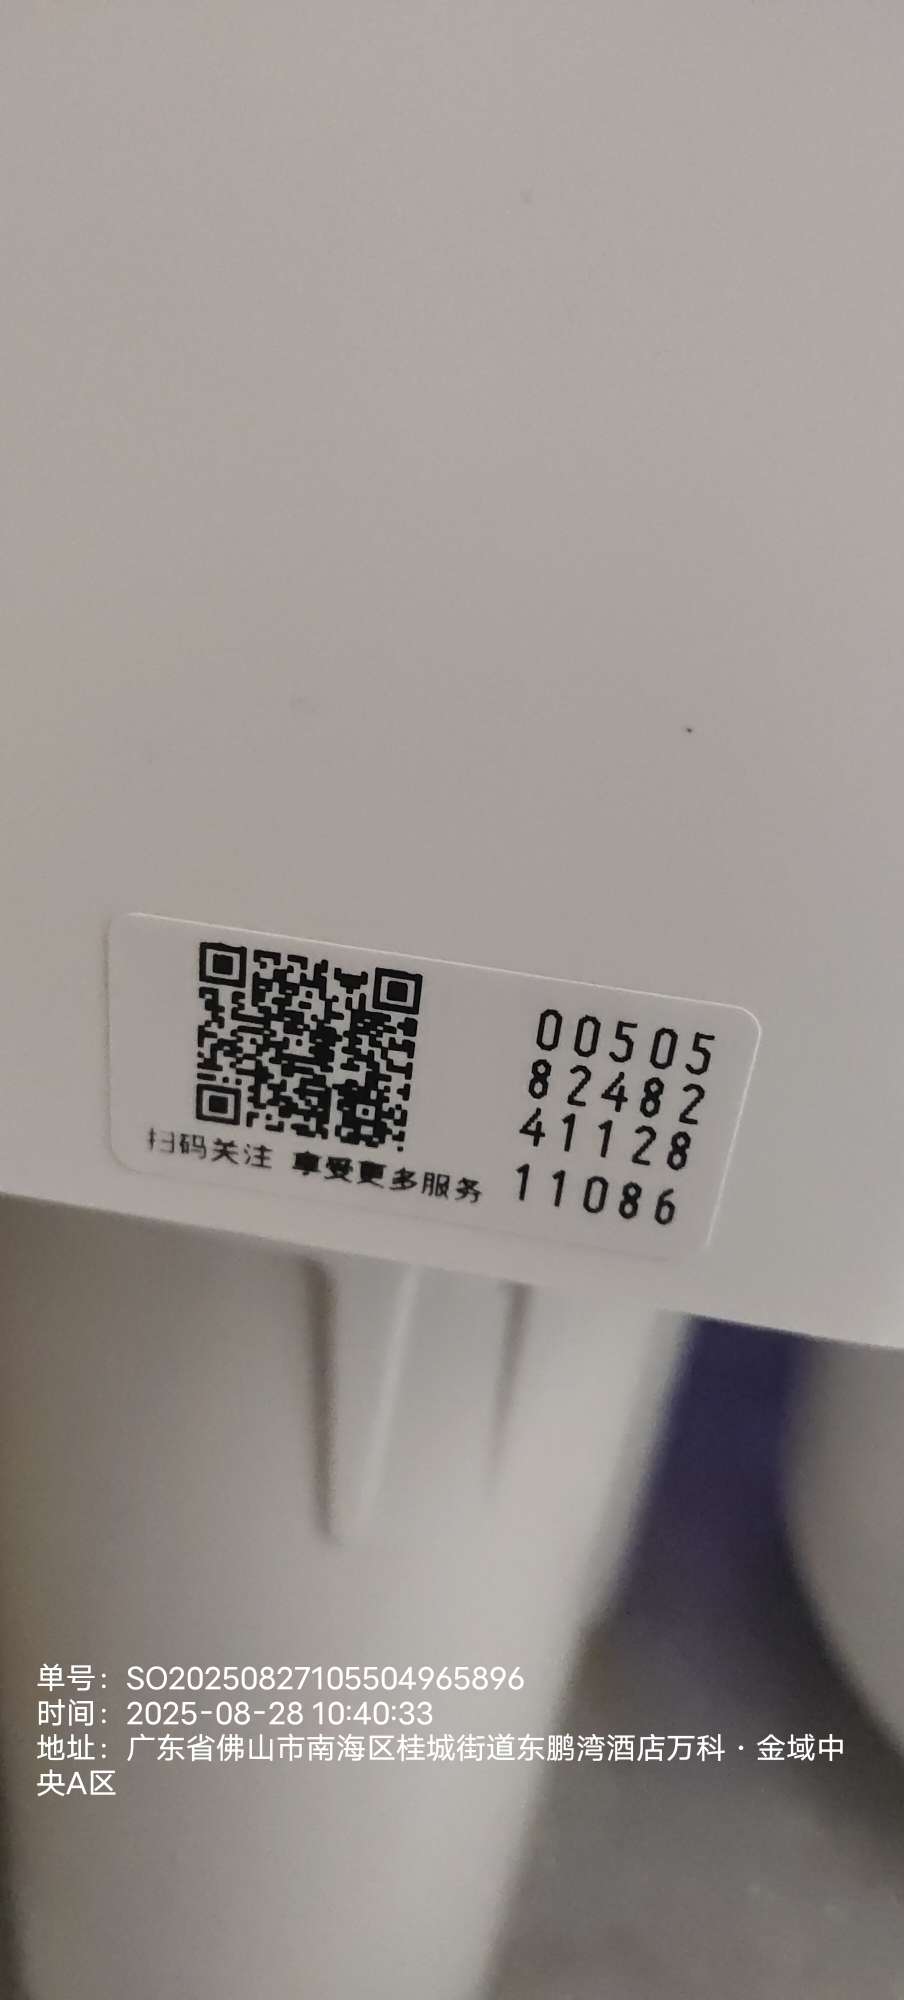 00505
82482
41128
11086
扫码关注 享受更多服务
单号：SO20250827105504965896
时间：2025-08-28 10:40:33
地址：广东省佛山市南海区桂城街道东鹏湾酒店万科·金域中
央A区